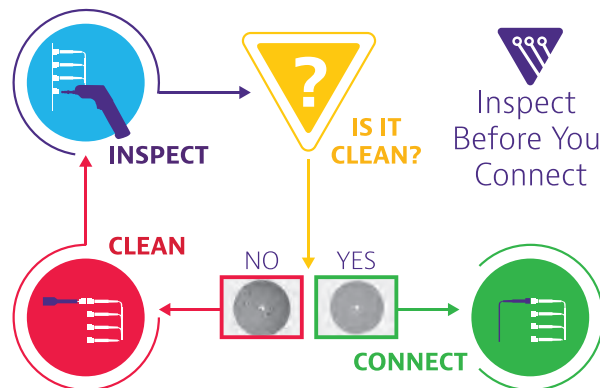 INSPECT
?
IS IT
CLEAN?
Inspect
Before You
Connect
CLEAN
NO
YES
CONNECT